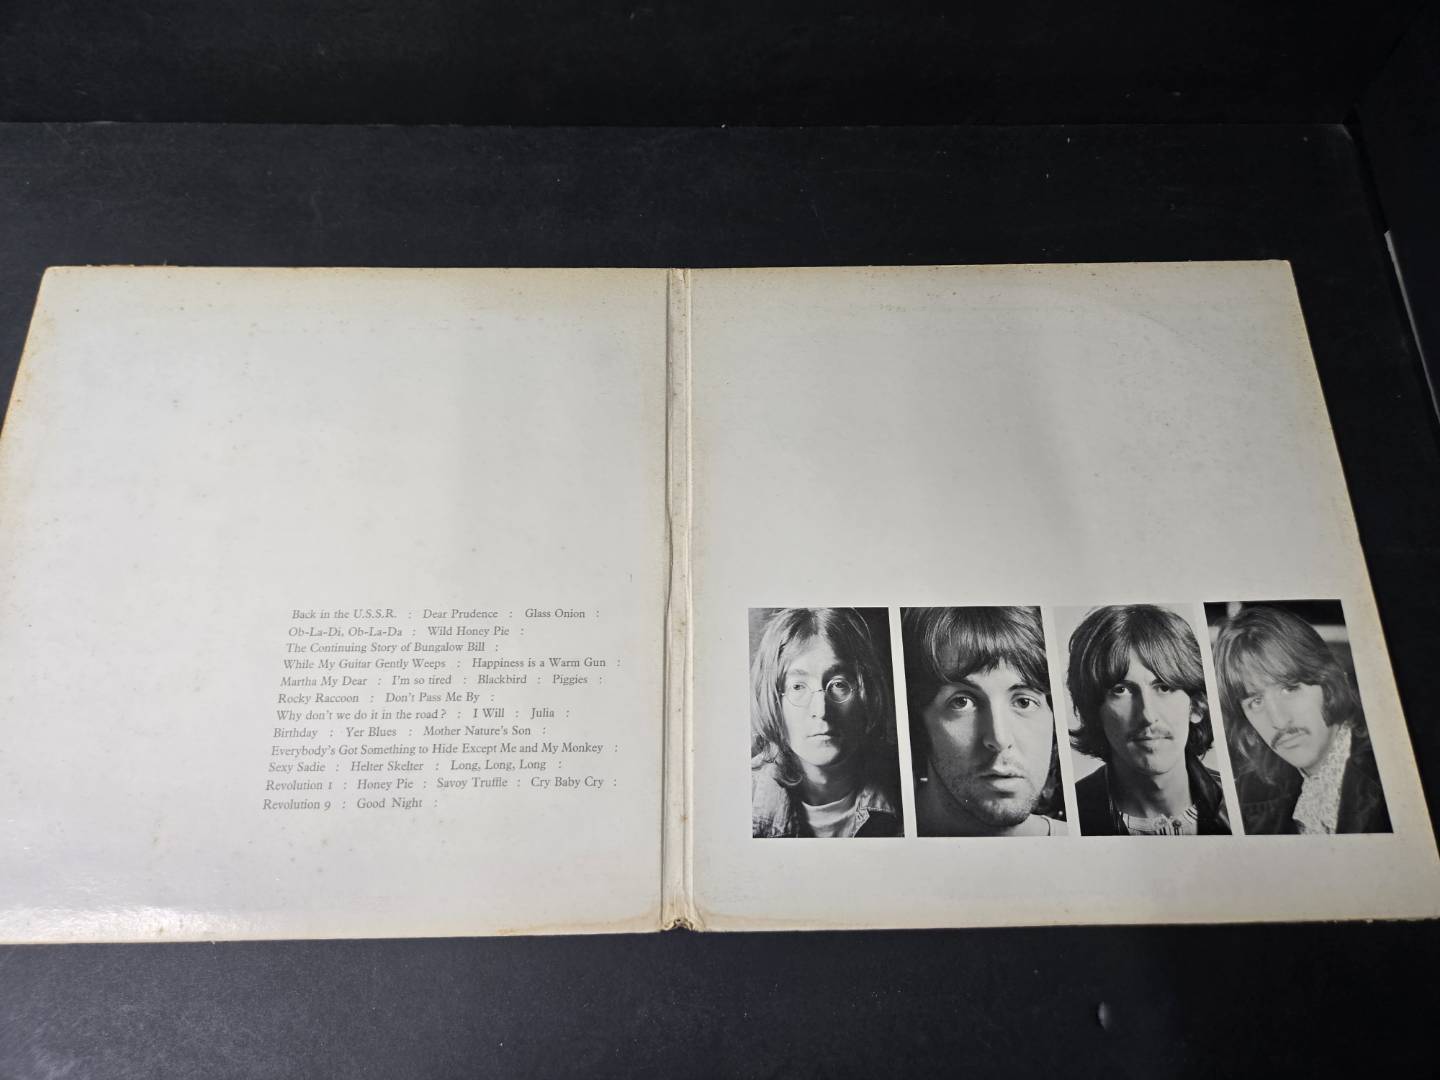 Back in the U.S.S.R. : Dear Prudence : Glass Onion :
Ob-La-Di, Ob-La-Da : Wild Honey Pie :
The Continuing Story of Bungalow Bill :
While My Guitar Gently Weeps : Happiness is a Warm Gun :
Martha My Dear : I'm so tired : Blackbird : Piggies :
Rocky Raccoon : Don't Pass Me By :
Why don't we do it in the road? : I Will : Julia :
Birthday : Yer Blues : Mother Nature's Son :
Everybody's Got Something to Hide Except Me and My Monkey :
Sexy Sadie : Helter Skelter : Long, Long, Long :
Revolution 1 : Honey Pie : Savoy Truffle : Cry Baby Cry :
Revolution 9 : Good Night :